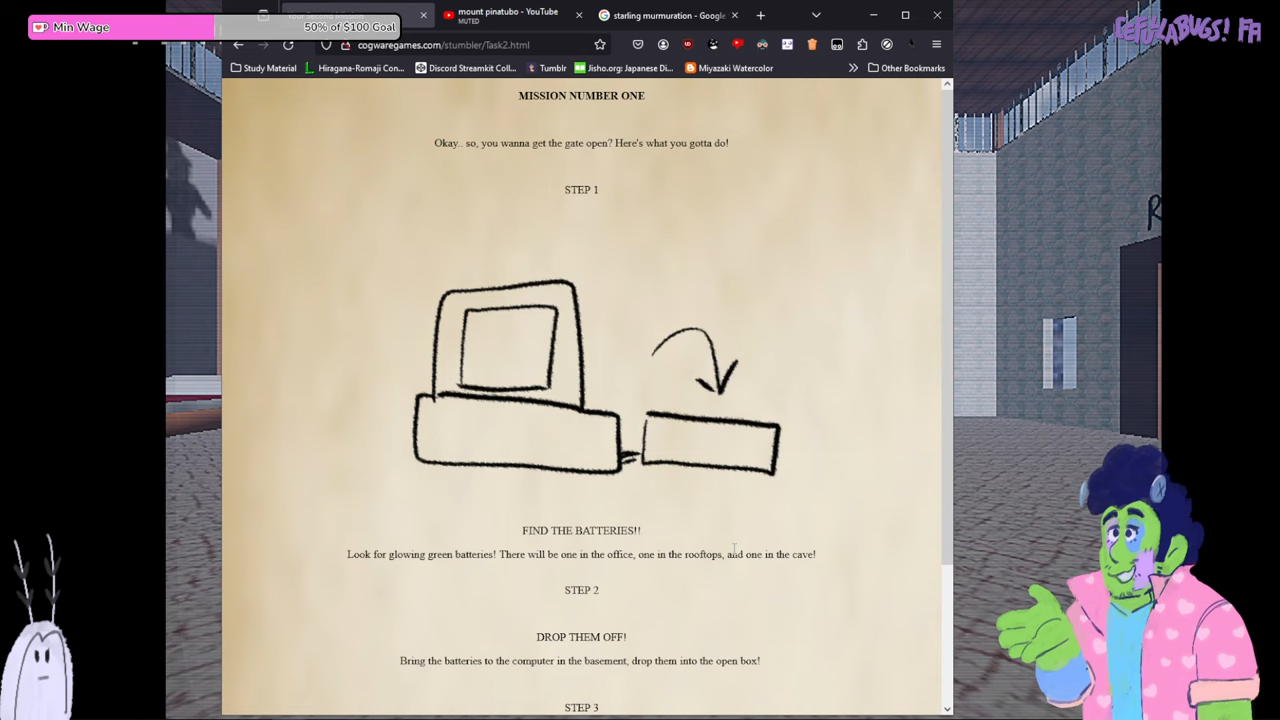 Min Wage
50% of $100 Goal
mount pinatubo - YouTube
MUTED
starling murmuration - Google
cogwaregames.com/stumbler/Task2.html
Study Material
Hiragana-Romaji Con...
Discord Streamkit Coll...
Tumblr
Jisho.org: Japanese Di...
Miyazaki Watercolor
Other Bookmarks
MISSION NUMBER ONE
Okay.. so, you wanna get the gate open? Here's what you gotta do!
STEP 1
FIND THE BATTERIES!!
Look for glowing green batteries! There will be one in the office, one in the rooftops, and one in the cave!
STEP 2
DROP THEM OFF!
Bring the batteries to the computer in the basement, drop them into the open box!
STEP 3